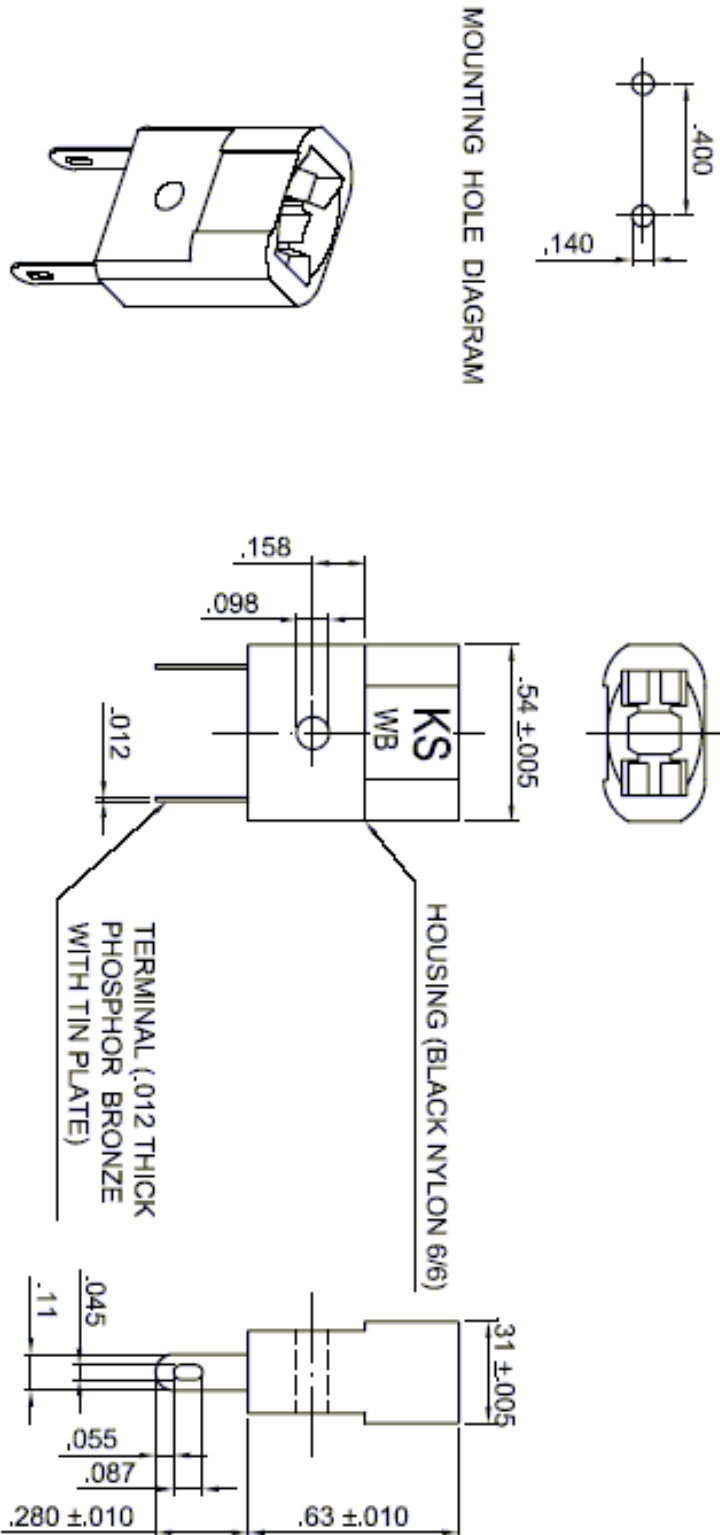 .400
.140
MOUNTING HOLE DIAGRAM
.54 ±.005
KS
WB
.158
.098
.012
HOUSING (BLACK NYLON 6/6)
TERMINAL (.012 THICK
PHOSPHOR BRONZE
WITH TIN PLATE)
.31 ±.005
.045
.11
.055
.087
.280 ±.010
.63 ±.010